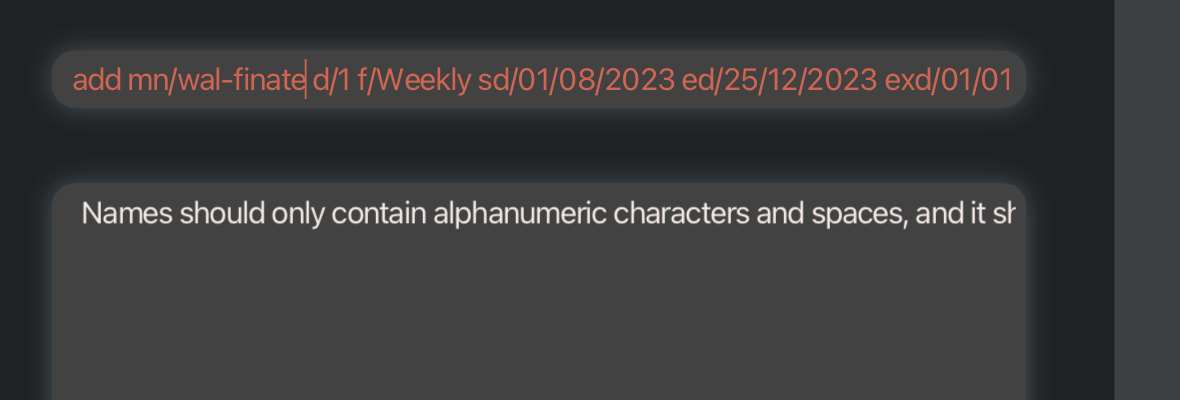 add mn/wal-finate d/1 f/Weekly sd/01/08/2023 ed/25/12/2023 exd/01/01
Names should only contain alphanumeric characters and spaces, and it